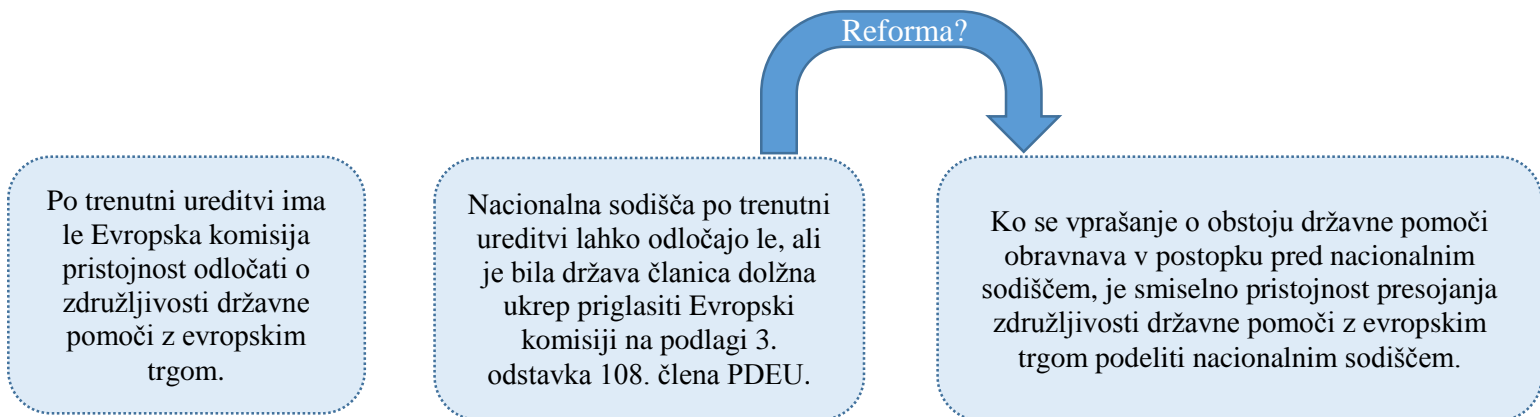 Reforma?
Po trenutni ureditvi ima
le Evropska komisija
pristojnost odločati o
združljivosti državne
pomoči z evropskim
trgom.
Nacionalna sodišča po trenutni
ureditvi lahko odločajo le, ali
je bila država članica dolžna
ukrep priglasiti Evropski
komisiji na podlagi 3.
odstavka 108. člena PDEU.
Ko se vprašanje o obstoju državne pomoči
obravnava v postopku pred nacionalnim
sodiščem, je smiselno pristojnost presojanja
združljivosti državne pomoči z evropskim
trgom podeliti nacionalnim sodiščem.